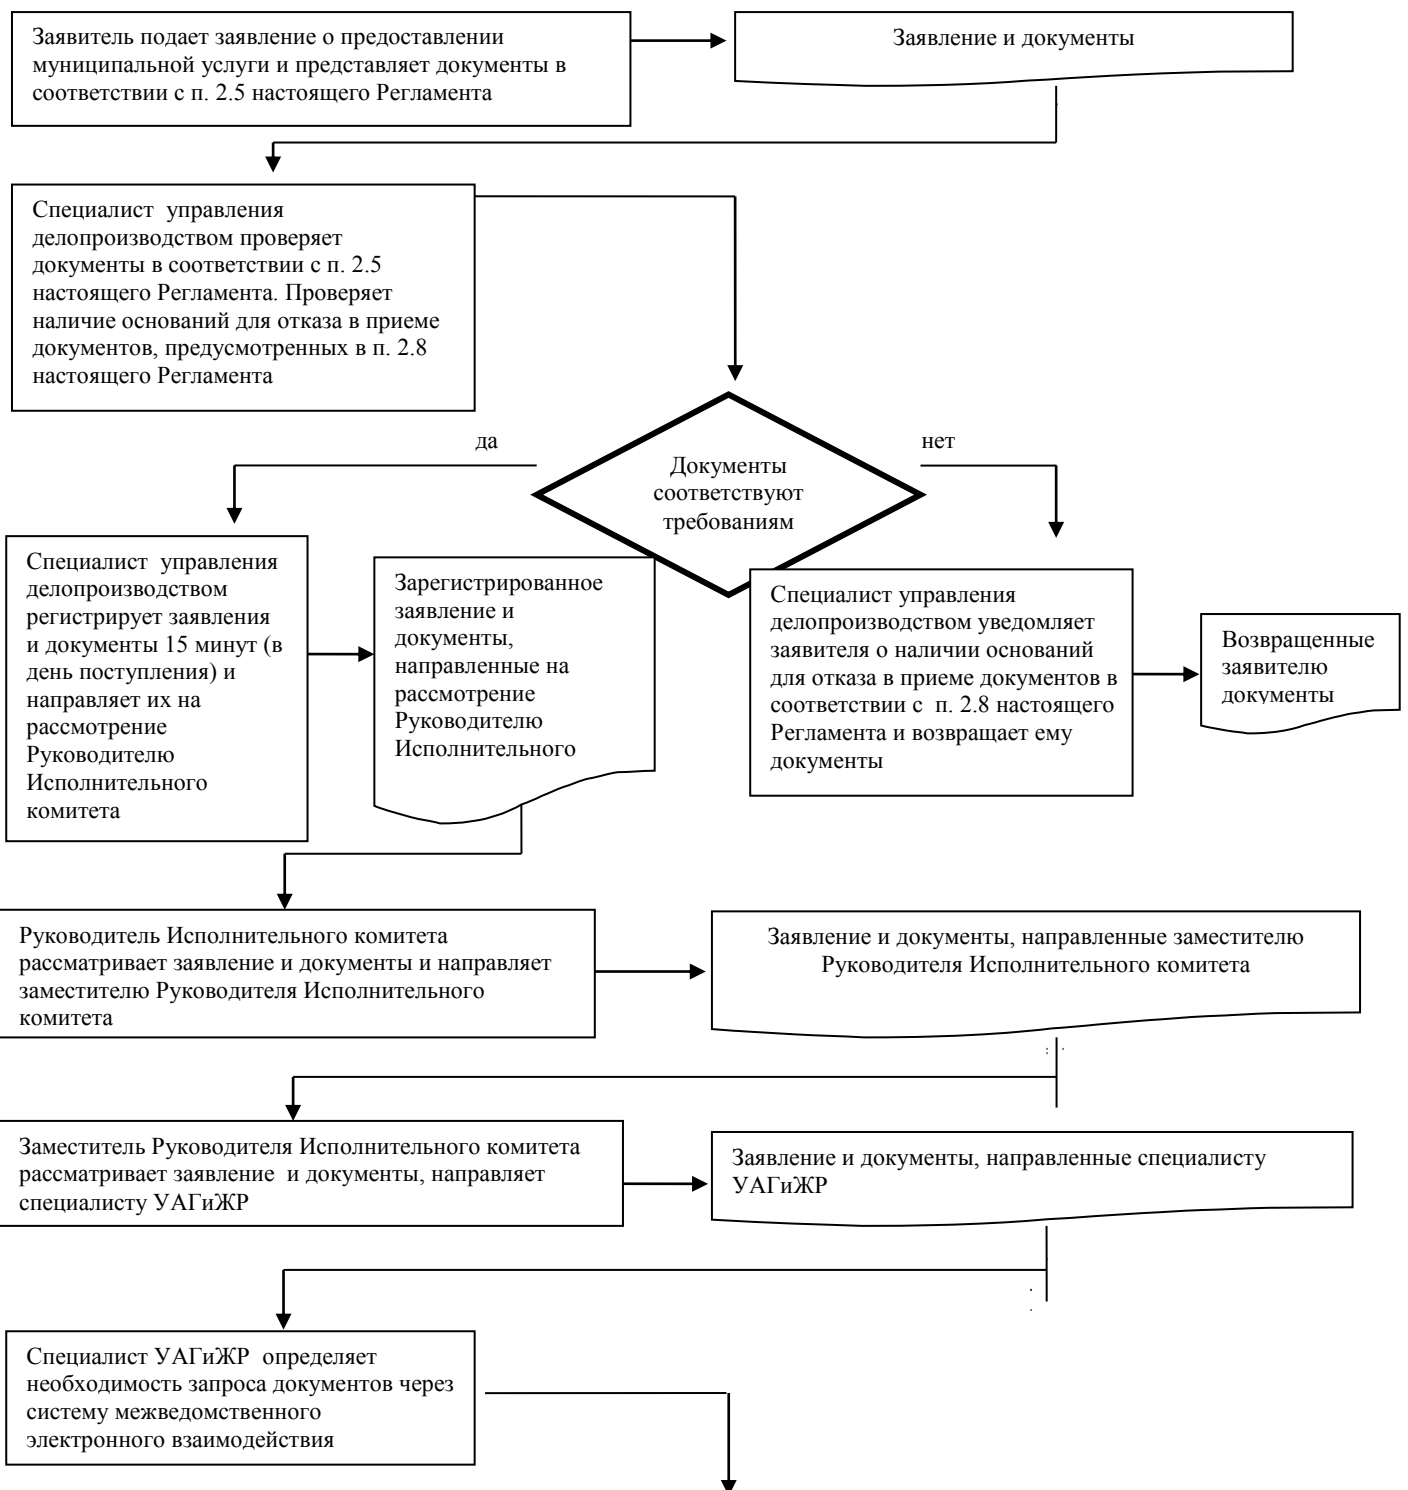 Заявитель подает заявление о предоставлении
муниципальной услуги и представляет документы в
соответствии с п. 2.5 настоящего Регламента
Заявление и документы
Специалист управления
делопроизводством проверяет
документы в соответствии с п. 2.5
настоящего Регламента. Проверяет
наличие оснований для отказа в приеме
документов, предусмотренных в п. 2.8
настоящего Регламента
да
нет
Документы
соответствуют
требованиям
Специалист управления
делопроизводством
регистрирует заявления
и документы 15 минут (в
день поступления) и
направляет их на
рассмотрение
Руководителю
Исполнительного
комитета
Зарегистрированное
заявление и
документы,
направленные на
рассмотрение
Руководителю
Исполнительного
Специалист управления
делопроизводством уведомляет
заявителя о наличии оснований
для отказа в приеме документов в
соответствии с п. 2.8 настоящего
Регламента и возвращает ему
документы
Возвращенные
заявителю
документы
Руководитель Исполнительного комитета
рассматривает заявление и документы и направляет
заместителю Руководителя Исполнительного
комитета
Заявление и документы, направленные заместителю
Руководителя Исполнительного комитета
Заместитель Руководителя Исполнительного комитета
рассматривает заявление и документы, направляет
специалисту УАГиЖР
Заявление и документы, направленные специалисту
УАГиЖР
Специалист УАГиЖР определяет
необходимость запроса документов через
систему межведомственного
электронного взаимодействия